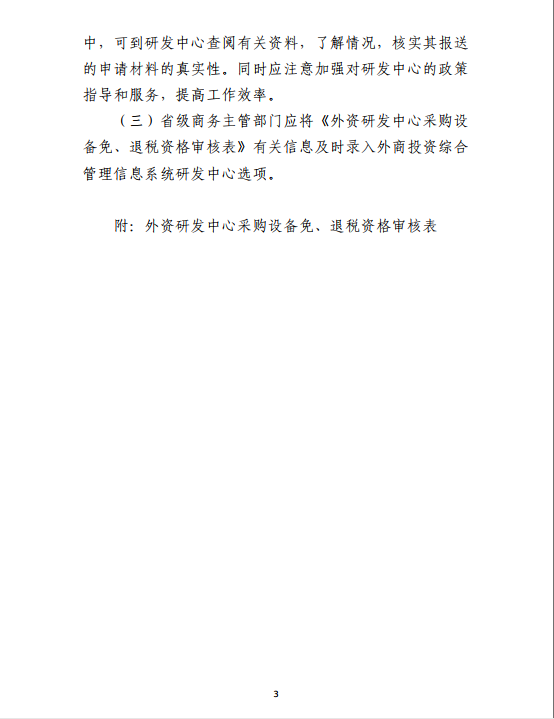 中，可到研发中心查阅有关资料，了解情况，核实其报送
的申请材料的真实性。同时应注意加强对研发中心的政策
指导和服务，提高工作效率。
（三）省级商务主管部门应将《外资研发中心采购设
备免、退税资格审核表》有关信息及时录入外商投资综合
管理信息系统研发中心选项。
附：外资研发中心采购设备免、退税资格审核表
3